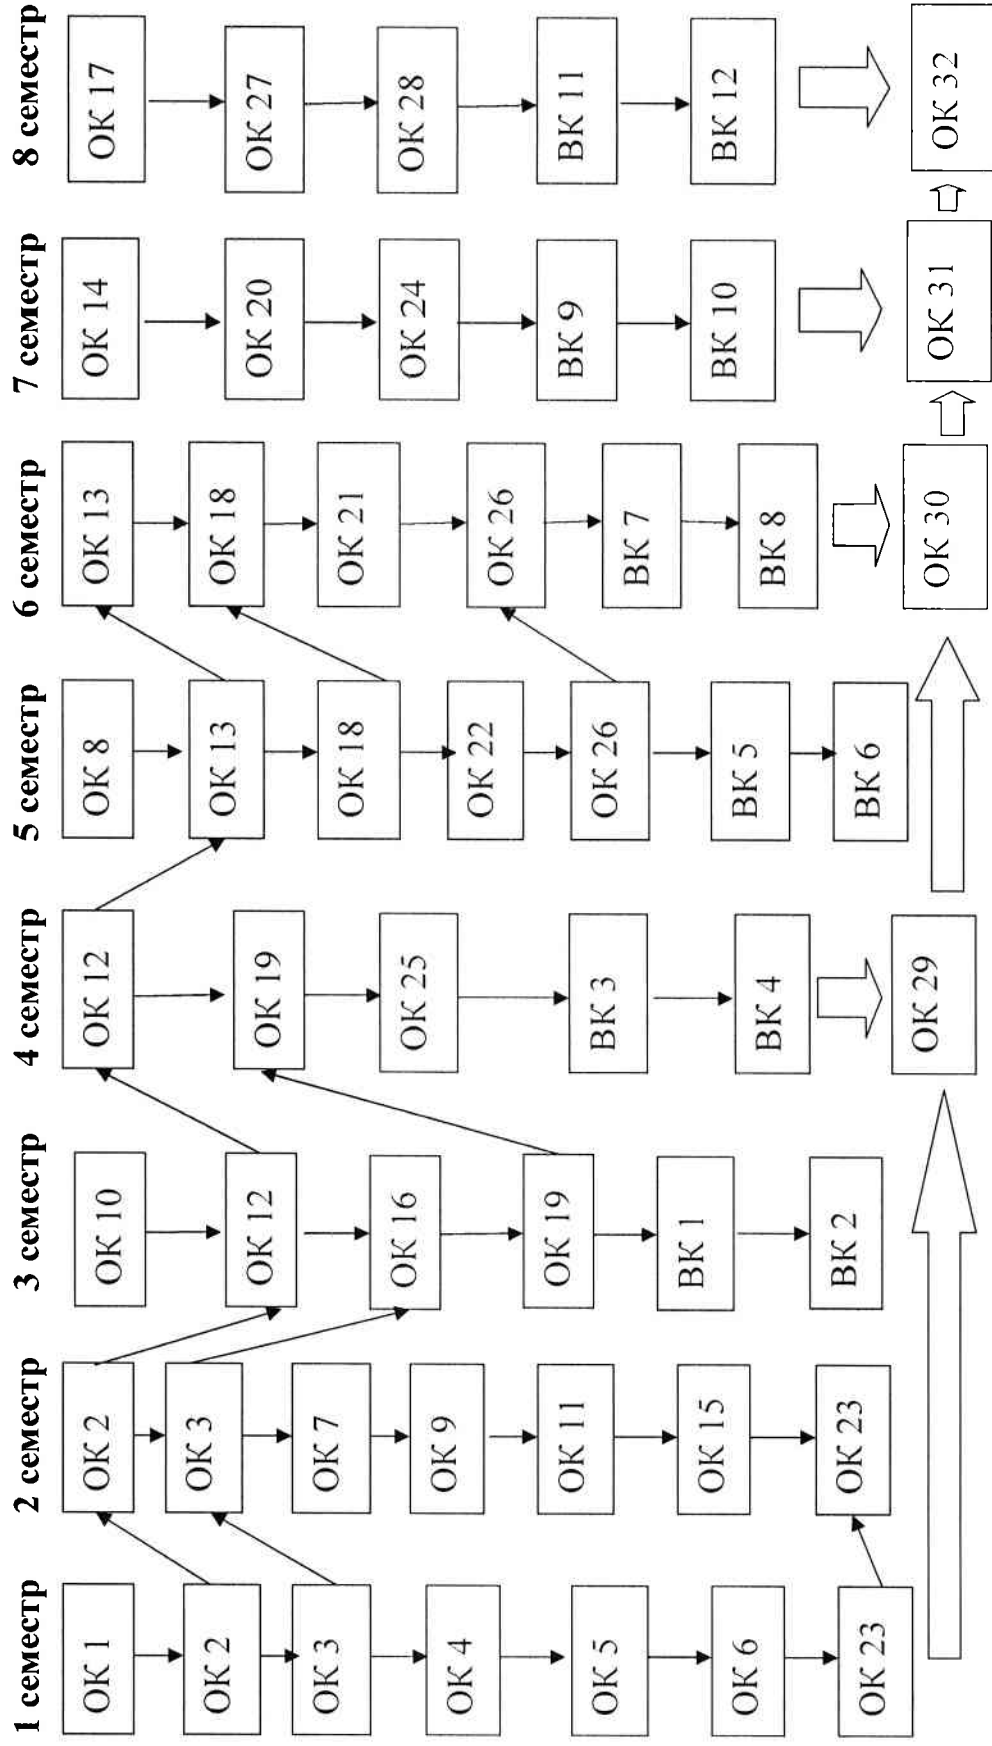 1 семестр
ОК 1
ОК 2
ОК 3
ОК 4
ОК 5
ОК 6
ОК 23
2 семестр
ОК 2
ОК 3
ОК 7
ОК 9
ОК 11
ОК 15
ОК 23
3 семестр
ОК 10
ОК 12
ОК 16
ОК 19
ВК 1
ВК 2
4 семестр
ОК 12
ОК 19
ОК 25
ВК 3
ВК 4
ОК 29
5 семестр
ОК 8
ОК 13
ОК 18
ОК 22
ОК 26
ВК 5
ВК 6
6 семестр
ОК 13
ОК 18
ОК 21
ОК 26
ВК 7
ВК 8
ОК 30
7 семестр
ОК 14
ОК 20
ОК 24
ВК 9
ВК 10
ОК 31
8 семестр
ОК 17
ОК 27
ОК 28
ВК 11
ВК 12
ОК 32